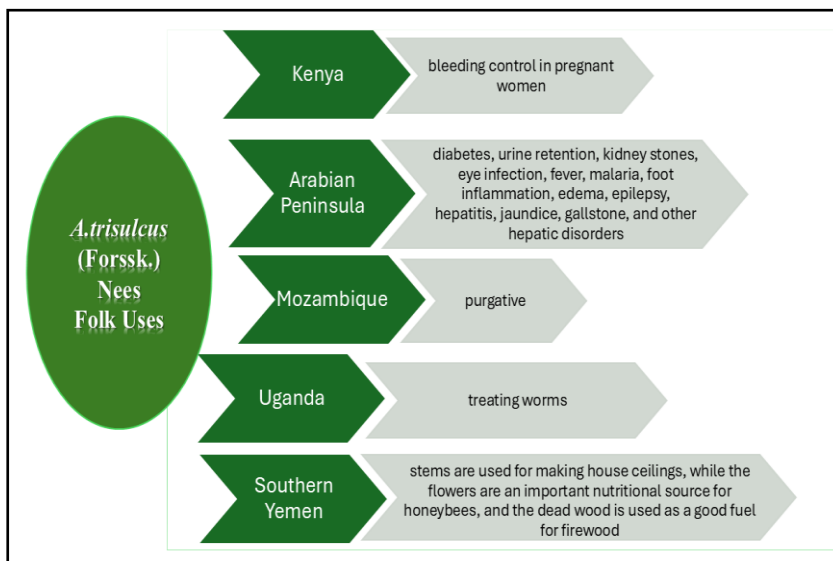 A.trisulcus
(Forssk.)
Nees
Folk Uses
Kenya
bleeding control in pregnant
women
Arabian
Peninsula
diabetes, urine retention, kidney stones,
eye infection, fever, malaria, foot
inflammation, edema, epilepsy,
hepatitis, jaundice, gallstone, and other
hepatic disorders
Mozambique
purgative
Uganda
treating worms
Southern
Yemen
stems are used for making house ceilings, while the
flowers are an important nutritional source for
honeybees, and the dead wood is used as a good fuel
for firewood